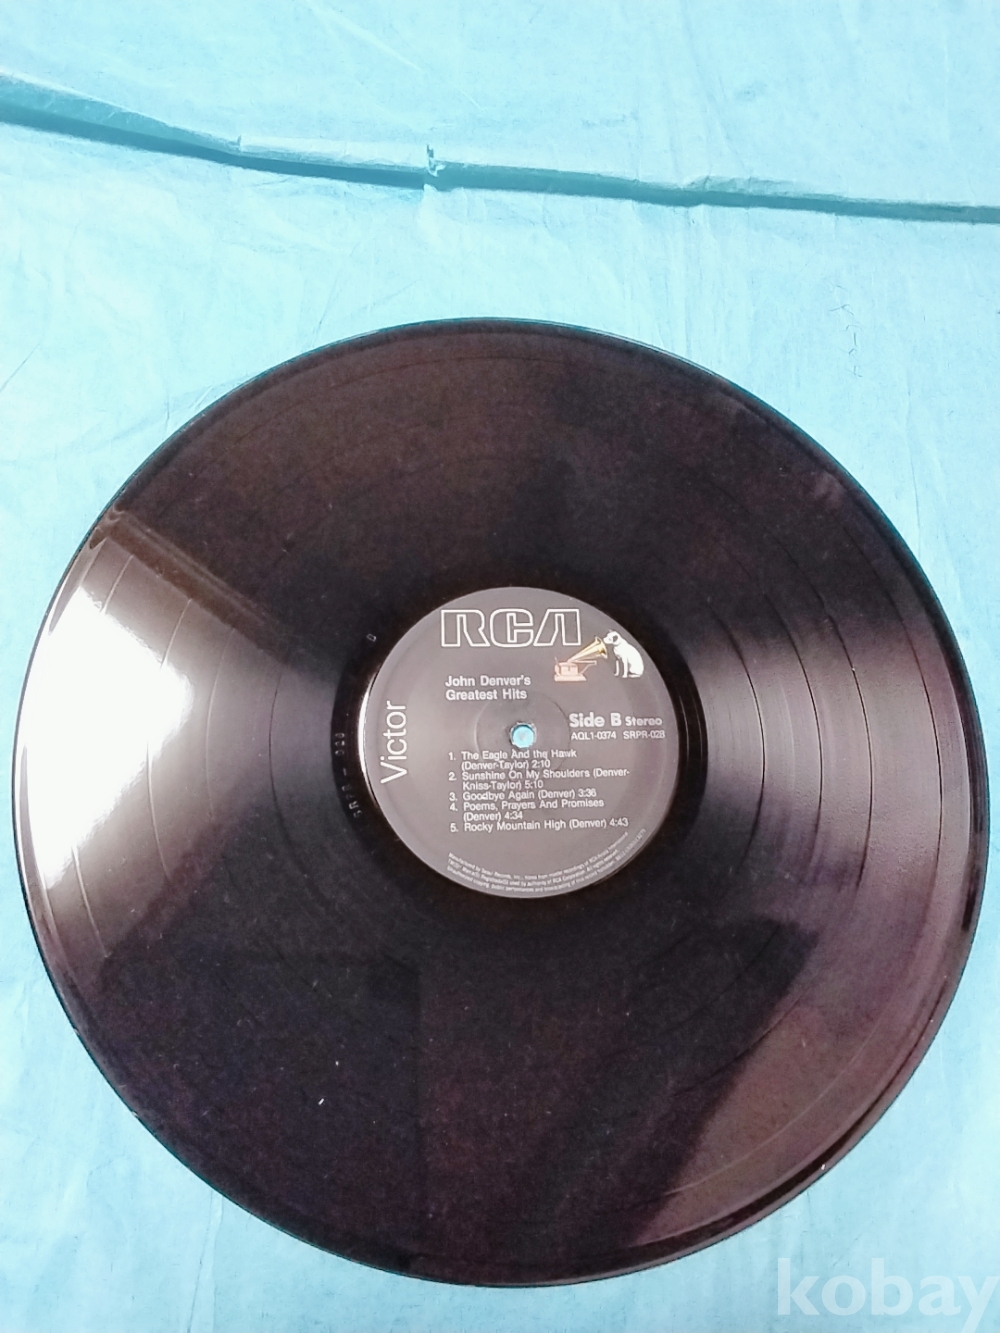 RCA
Victor
John Denver's
Greatest Hits
Side B Stereo
AQL1-0374 SRPR-028
1. The Eagle And the Hawk
(Denver-Taylor) 2:10
2. Sunshine On My Shoulders (Denver-
Kniss-Taylor) 5:10
3. Goodbye Again (Denver) 3:36
4. Poems, Prayers And Promises
(Denver) 4:34
5. Rocky Mountain High (Denver) 4:43
kobay